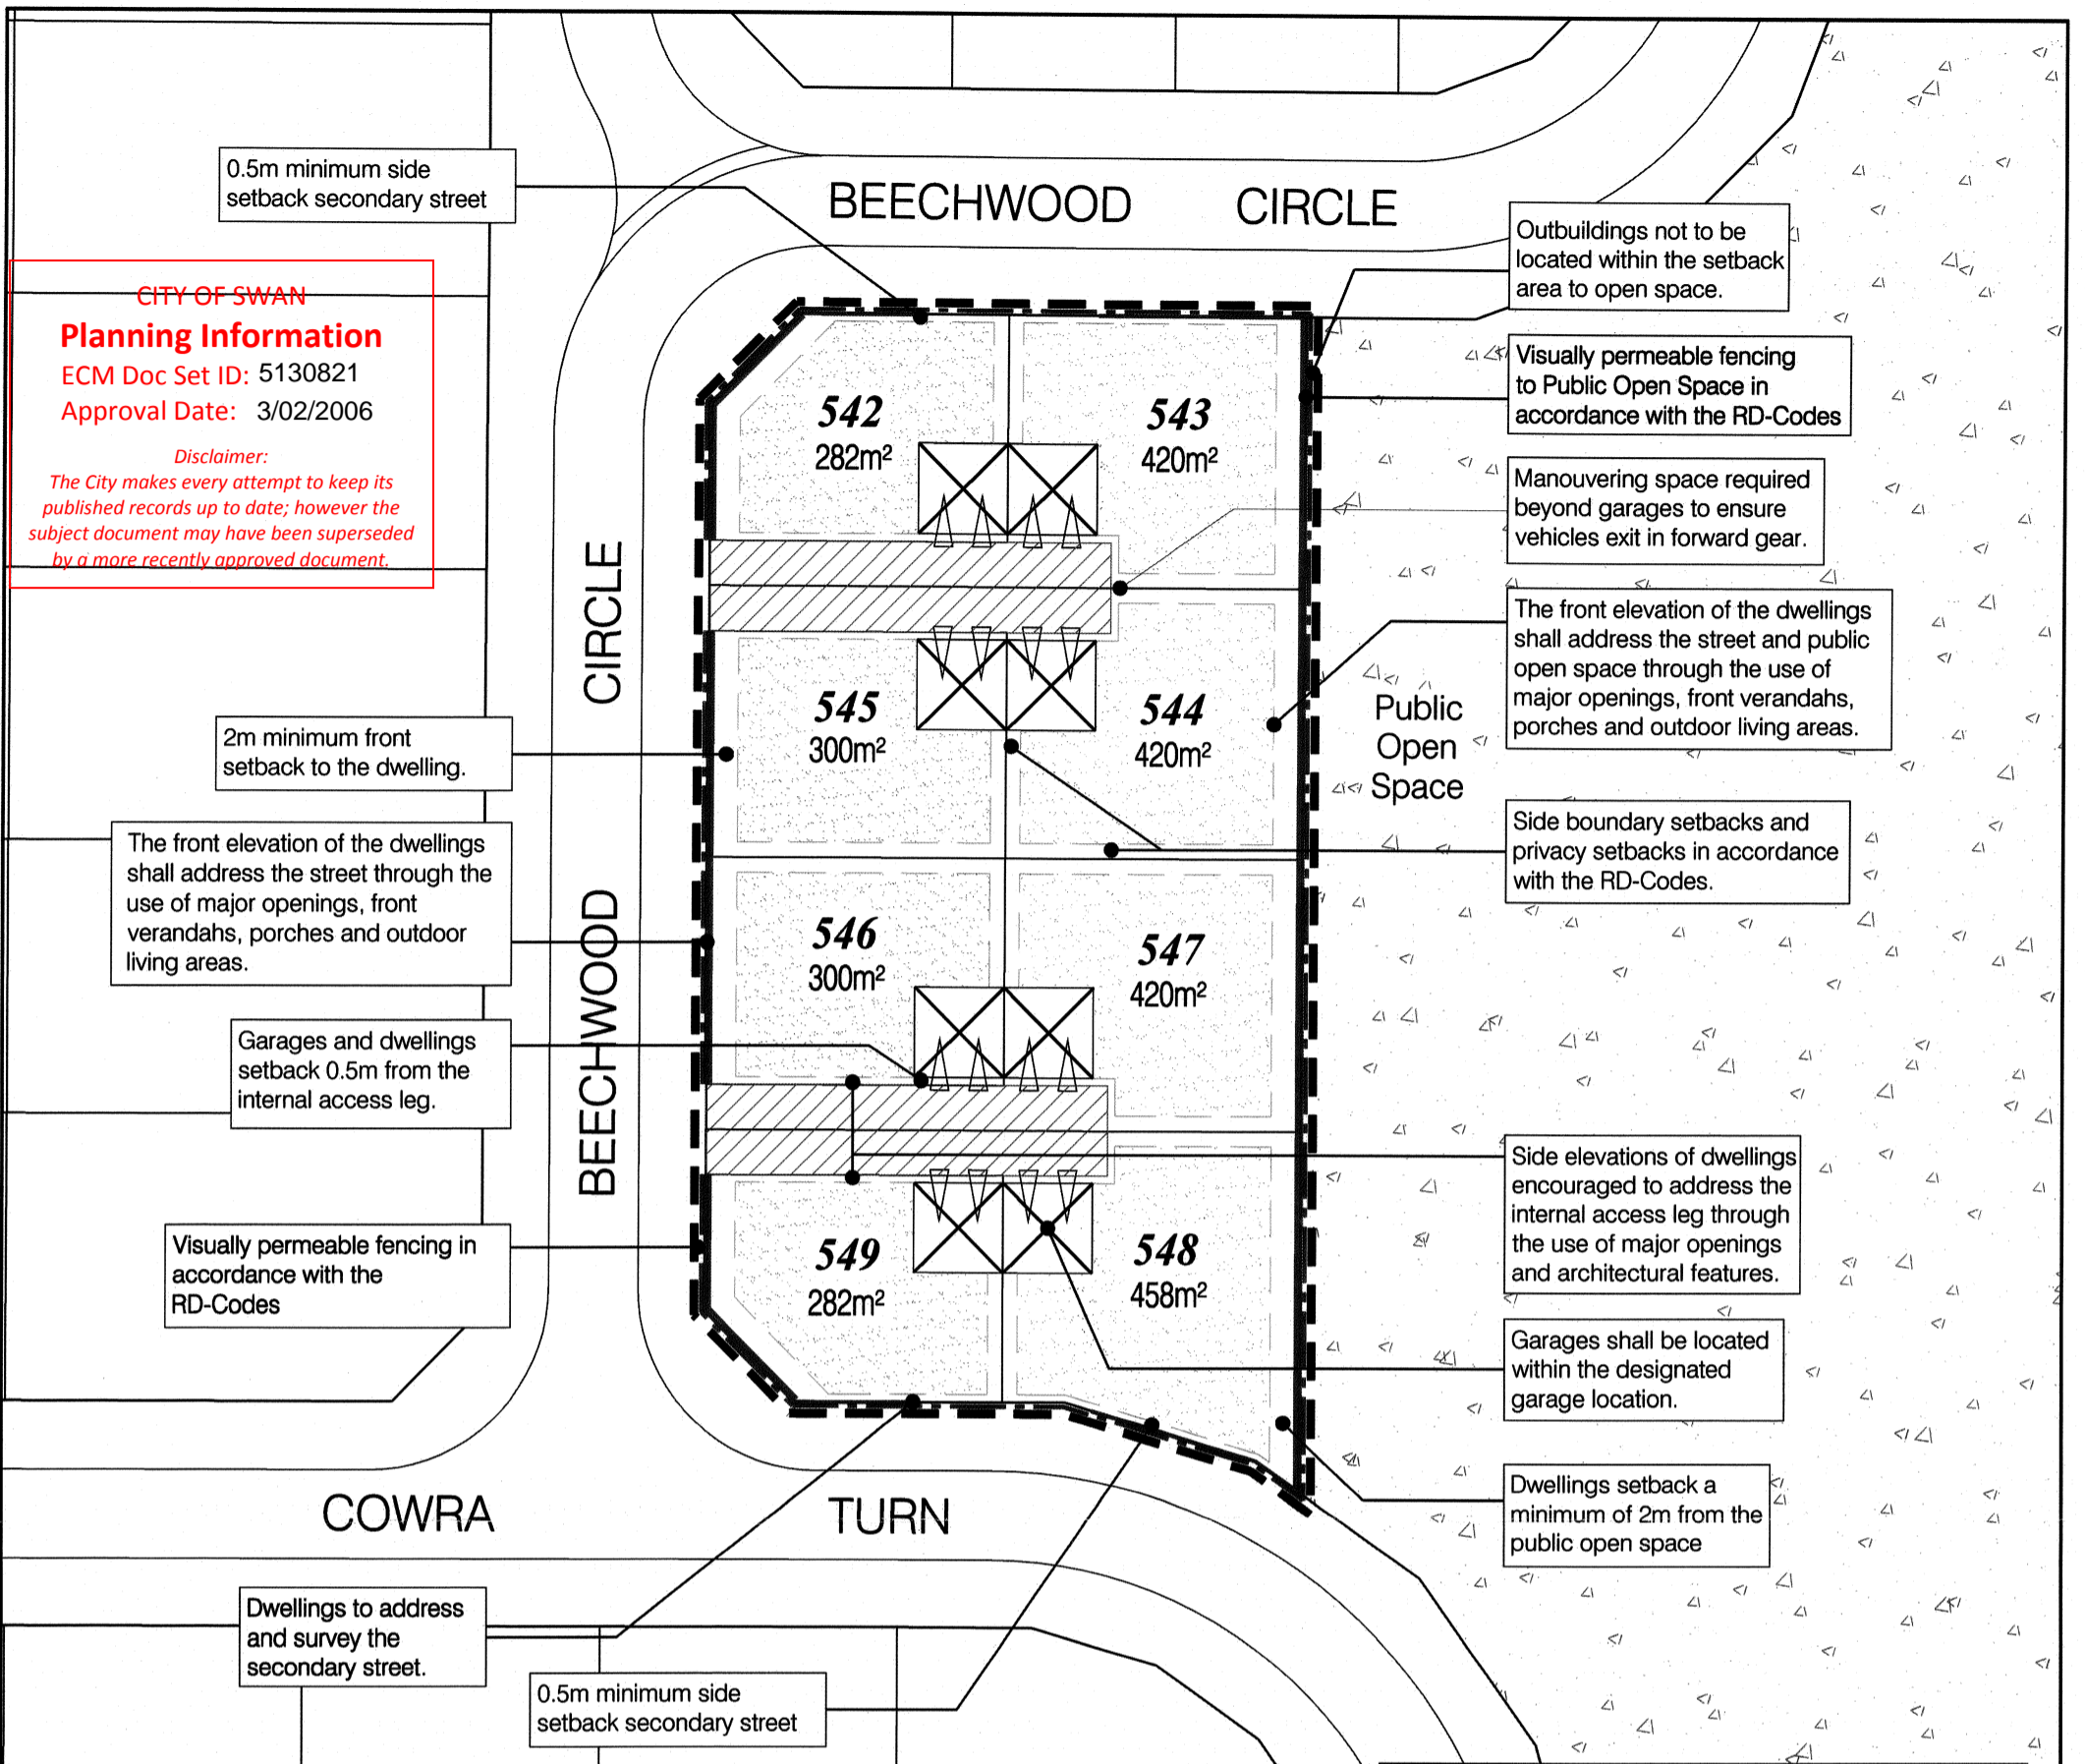 0.5m minimum side
setback secondary street
BEECHWOOD CIRCLE
CITY OF SWAN
Planning Information
ECM Doc Set ID: 5130821
Approval Date: 3/02/2006
Disclaimer:
The City makes every attempt to keep its
published records up to date; however the
subject document may have been superseded
by a more recently approved document.
Outbuildings not to be
located within the setback
area to open space.
Visually permeable fencing
to Public Open Space in
accordance with the RD-Codes
Manouvering space required
beyond garages to ensure
vehicles exit in forward gear.
The front elevation of the dwellings
shall address the street and public
open space through the use of
major openings, front verandahs,
porches and outdoor living areas.
542
282m²
543
420m²
545
300m²
544
420m²
Public
Open
Space
BEECHWOOD CIRCLE
2m minimum front
setback to the dwelling.
The front elevation of the dwellings
shall address the street through the
use of major openings, front
verandahs, porches and outdoor
living areas.
Side boundary setbacks and
privacy setbacks in accordance
with the RD-Codes.
546
300m²
547
420m²
Garages and dwellings
setback 0.5m from the
internal access leg.
Side elevations of dwellings
encouraged to address the
internal access leg through
the use of major openings
and architectural features.
Visually permeable fencing in
accordance with the
RD-Codes
549
282m²
548
458m²
Garages shall be located
within the designated
garage location.
Dwellings setback a
minimum of 2m from the
public open space
COWRA TURN
Dwellings to address
and survey the
secondary street.
0.5m minimum side
setback secondary street